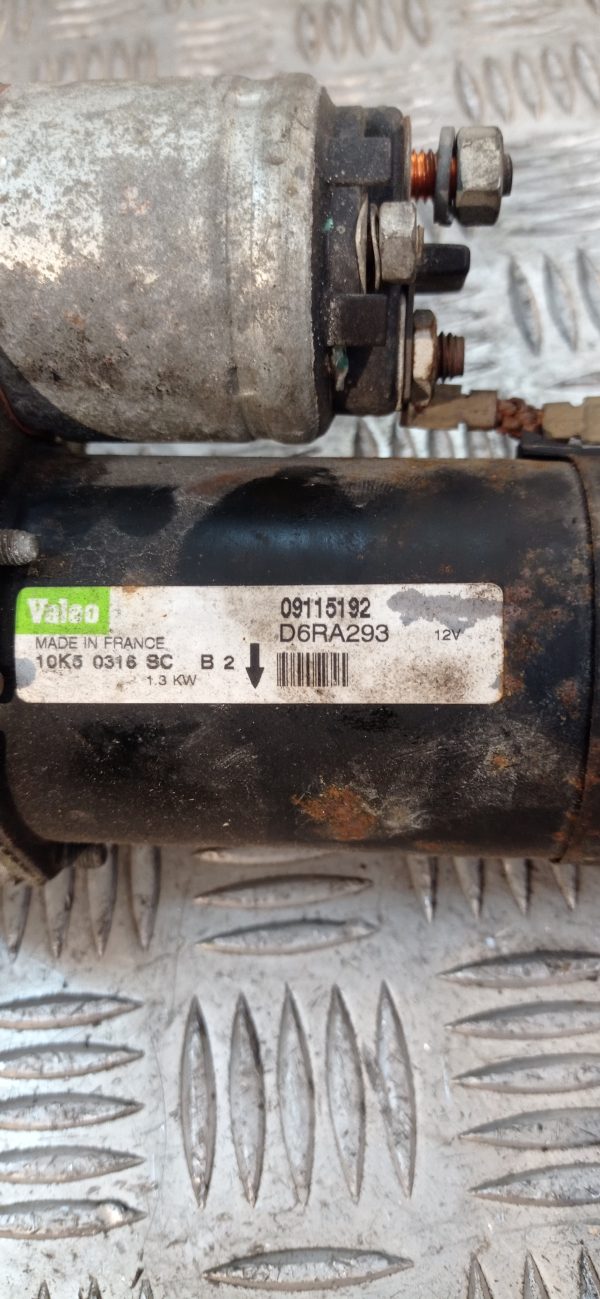 Valeo
09115192
D6RA293
12V
MADE IN FRANCE
10K5 0316 SC B 2
1.3 KW